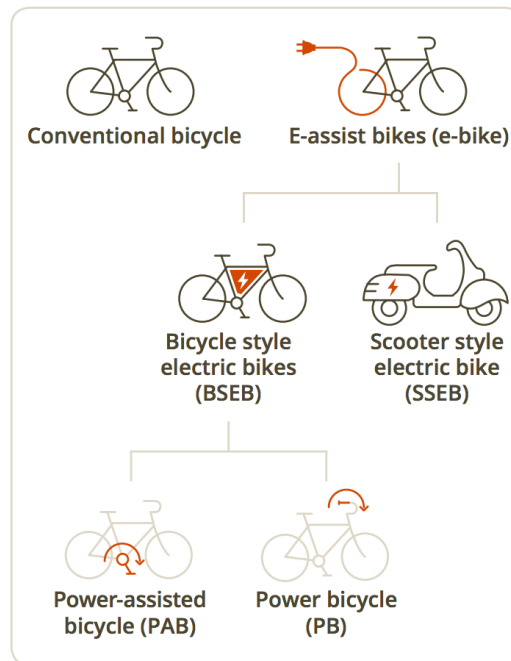 Conventional bicycle
E-assist bikes (e-bike)
Bicycle style
electric bikes
(BSEB)
Scooter style
electric bike
(SSEB)
Power-assisted
bicycle (PAB)
Power bicycle
(PB)